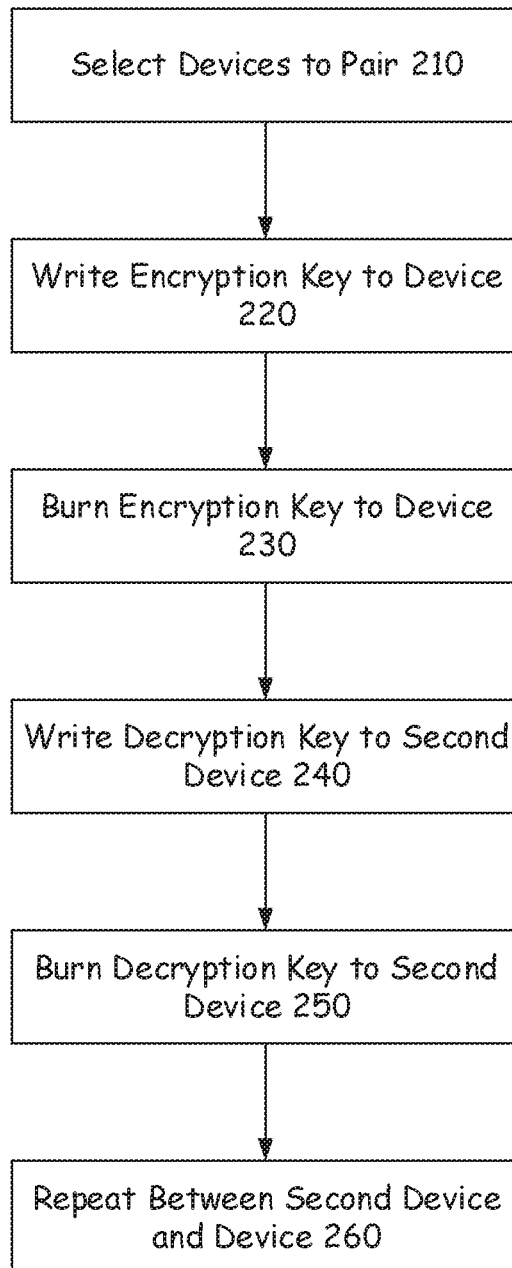 Select Devices to Pair 210
Write Encryption Key to Device
220
Burn Encryption Key to Device
230
Write Decryption Key to Second
Device 240
Burn Decryption Key to Second
Device 250
Repeat Between Second Device
and Device 260